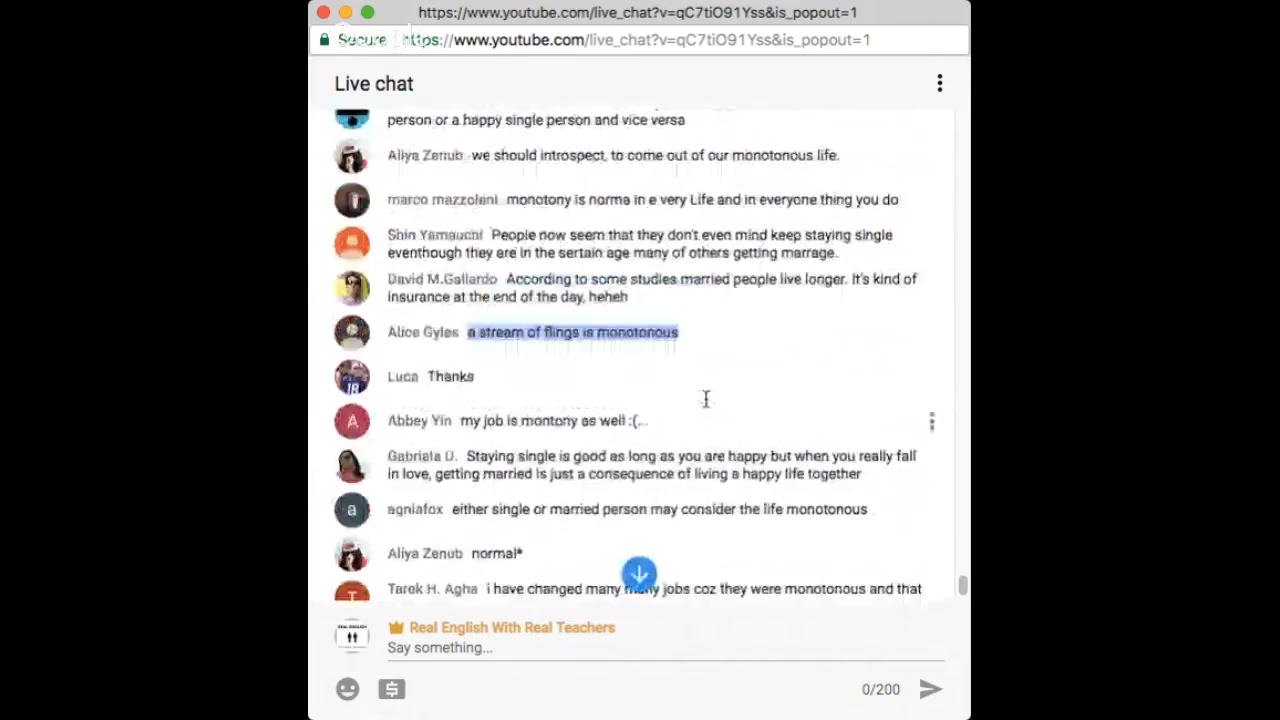 https://www.youtube.com/live_chat?v=qC7tiO91Yss&is_popout=1
Secure https://www.youtube.com/live_chat?v=qC7tiO91Yss&is_popout=1
Live chat
person or a happy single person and vice versa
Aliya Zenub we should introspect, to come out of our monotonous life.
marco mazzolini monotony is norma in e very Life and in everyone thing you do
Shin Yamauchi People now seem that they don't even mind keep staying single
eventhough they are in the sertain age many of others getting marrage.
David M.Gallardo According to some studies married people live longer. It's kind of
insurance at the end of the day, heheh
Alice Gyles a stream of flings is monotonous
Luca Thanks
18
A Abbey Yin my job is montony as well :(...
Gabriela U. Staying single is good as long as you are happy but when you really fall
in love, getting married is just a consequence of living a happy life together
a agniafox either single or married person may consider the life monotonous
Aliya Zenub normal*
T Tarek H. Agha i have changed many many jobs coz they were monotonous and that
REAL ENGLISH Real English With Real Teachers
Say something...
$ 0/200